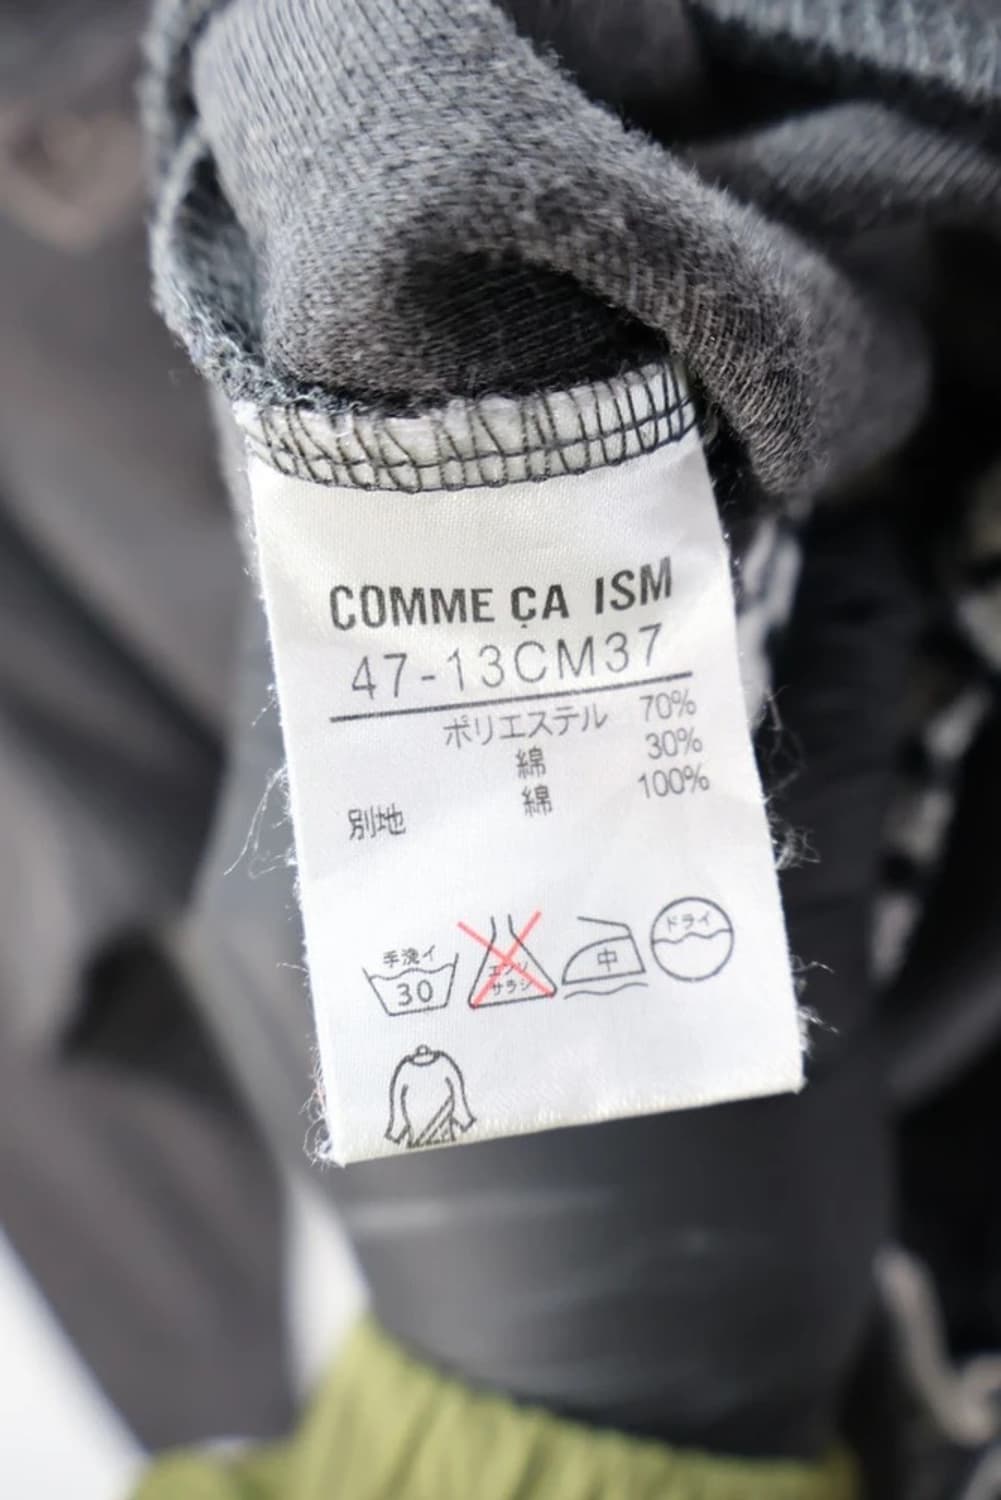 COMME ÇA ISM
47-13CM37
ポリエステル 70%
綿 30%
別地 綿 100%
手洗イ
30
エンソ
サラシ
中
ドライ